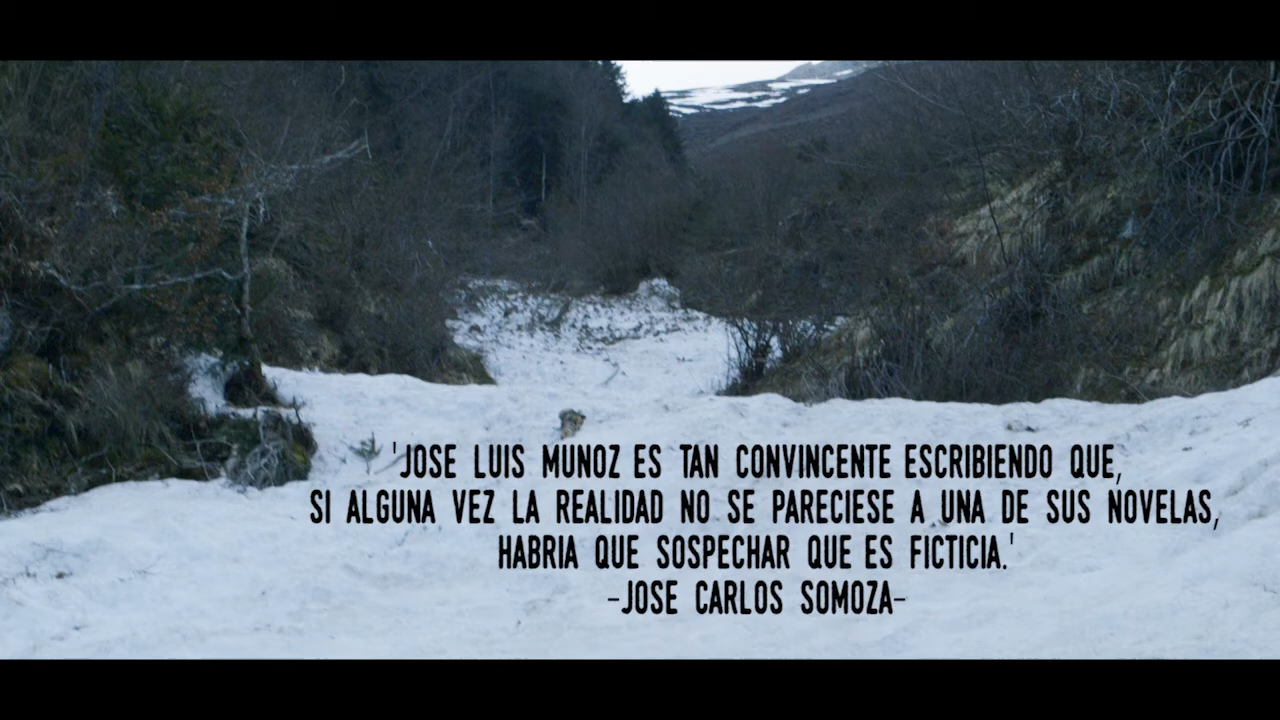 'JOSE LUIS MUNOZ ES TAN CONVINCENTE ESCRIBIENDO QUE,
SI ALGUNA VEZ LA REALIDAD NO SE PARECIESE A UNA DE SUS NOVELAS,
HABRIA QUE SOSPECHAR QUE ES FICTICIA.'
-JOSE CARLOS SOMOZA-